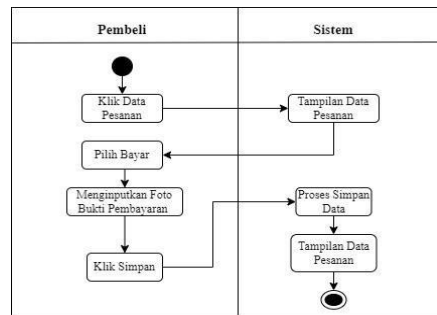 Pembeli
Sistem
Klik Data
Pesanan
Tampilan Data
Pesanan
Pilih Bayar
Menginputkan Foto
Bukti Pembayaran
Proses Simpan
Data
Klik Simpan
Tampilan Data
Pesanan